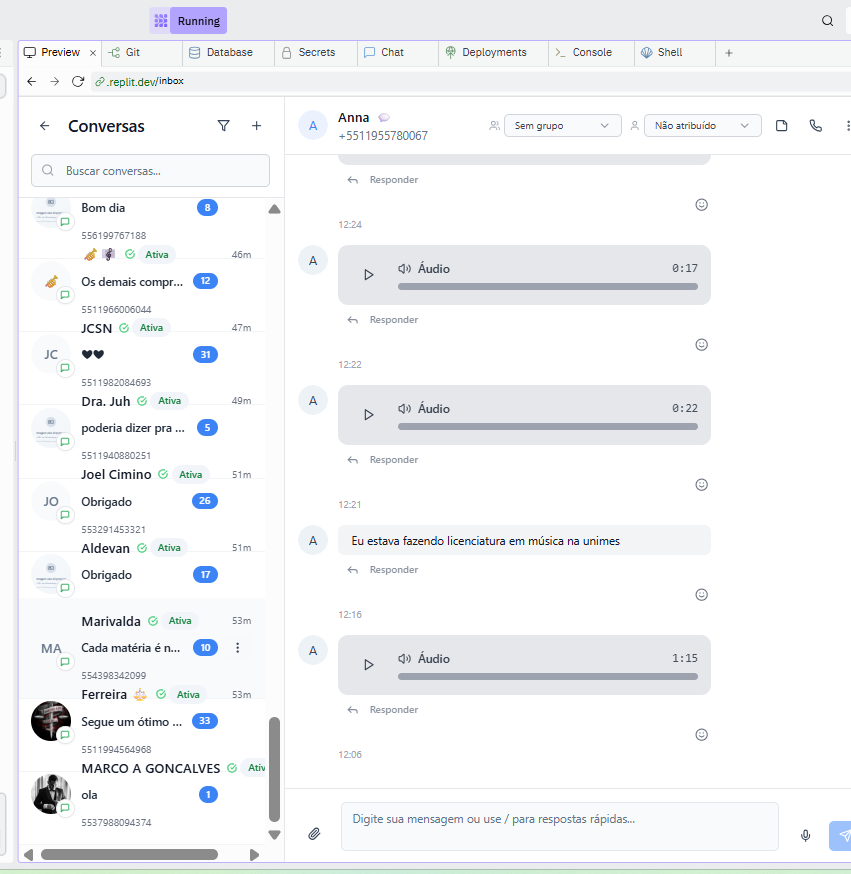 Running
Preview
Git
Database
Secrets
Chat
Deployments
Console
Shell
.replit.dev/inbox
Conversas
Buscar conversas...
Bom dia 8
556199767188
Ativa 46m
Os demais compr... 12
5511966006044
JCSN Ativa 47m
JC
31
5511982084693
Dra. Juh Ativa 49m
poderia dizer pra ... 5
5511940880251
Joel Cimino Ativa 51m
JO
Obrigado 26
553291453321
Aldevan Ativa 51m
Obrigado 17
Marivalda Ativa 53m
MA
Cada matéria é n... 10
554398342099
Ferreira Ativa 53m
Segue um ótimo ... 33
5511994564968
MARCO A GONCALVES Ativ
ola 1
5537988094374
A
Anna
+5511955780067
Sem grupo
Não atribuído
Responder
12:24
A
Áudio 0:17
Responder
12:22
A
Áudio 0:22
Responder
12:21
A
Eu estava fazendo licenciatura em música na unimes
Responder
12:16
A
Áudio 1:15
Responder
12:06
Digite sua mensagem ou use / para respostas rápidas...